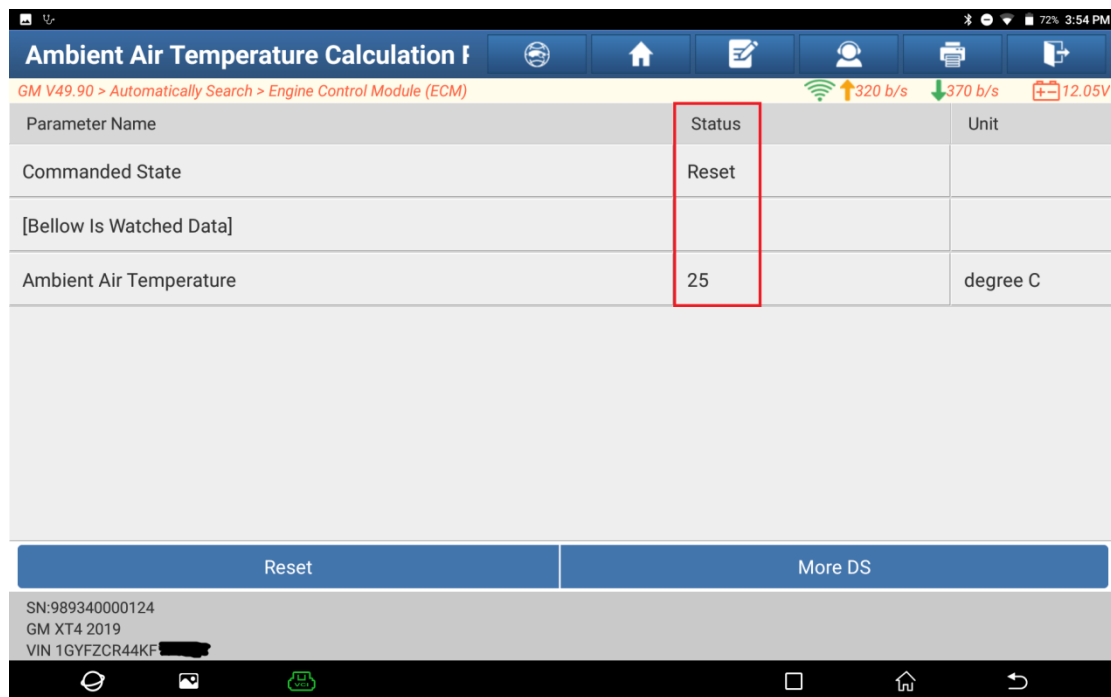 72% 3:54 PM
Ambient Air Temperature Calculation F
GM V49.90 > Automatically Search > Engine Control Module (ECM) 320 b/s 370 b/s 12.05V
Parameter Name Status Unit
Commanded State Reset
[Bellow Is Watched Data]
Ambient Air Temperature 25 degree C
Reset More DS
SN:989340000124
GM XT4 2019
VIN 1GYFZCR44KF
VCI